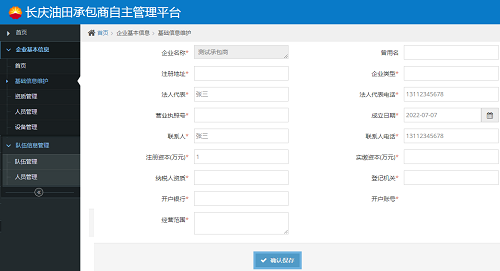 长庆油田承包商自主管理平台
首页
企业基本信息
首页
基础信息维护
资质管理
人员管理
设备管理
队伍信息管理
队伍管理
人员管理
首页 › 企业基本信息 › 基础信息维护
企业名称* 测试承包商 曾用名
注册地址* 企业类型*
法人代表* 张三 法人代表电话* 13112345678
营业执照号* 成立日期* 2022-07-07
联系人* 张三 联系人电话* 13112345678
注册资本(万元)* 1 实缴资本(万元)*
纳税人资质* 登记机关*
开户银行* 开户账号*
经营范围*
确认保存